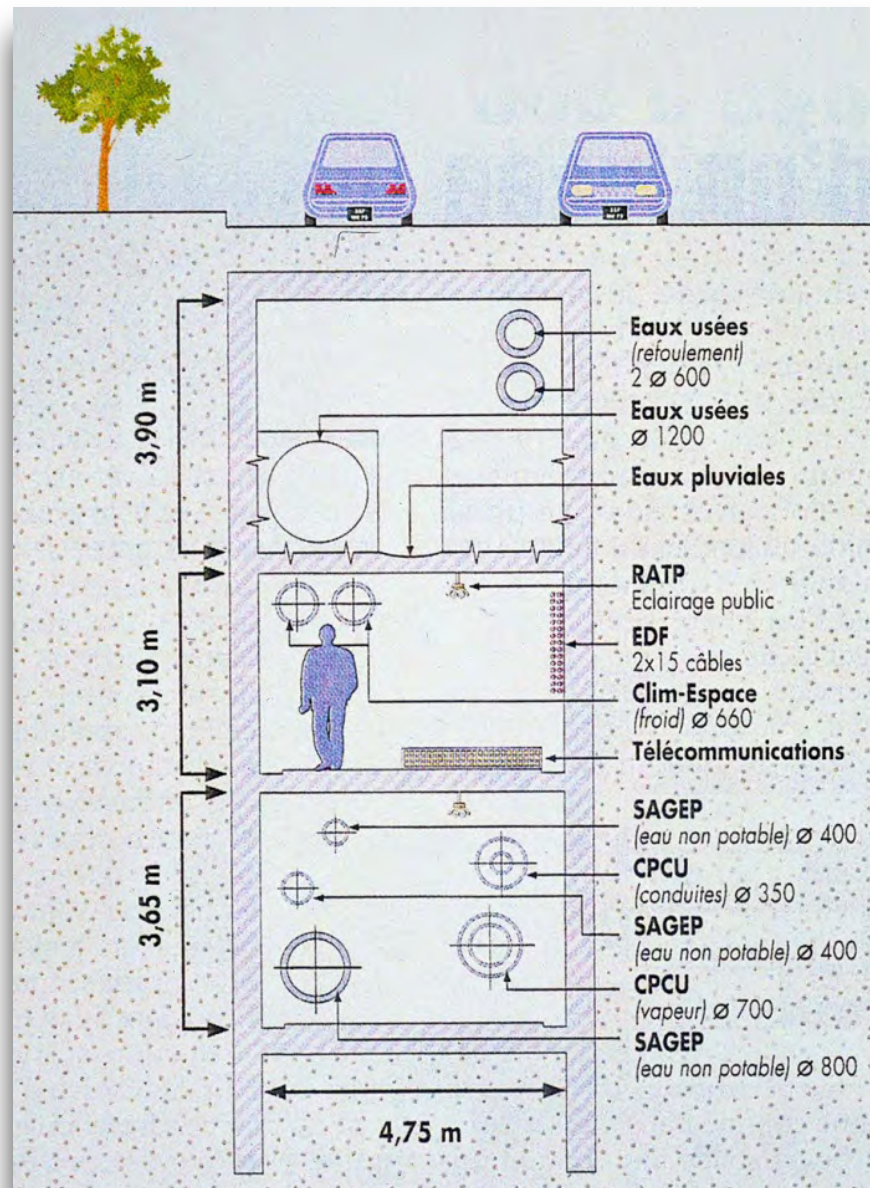 3,90 m
3,10 m
3,65 m
4,75 m
Eaux usées
(refoulement)
2 Ø 600
Eaux usées
Ø 1200
Eaux pluviales
RATP
Eclairage public
EDF
2x15 câbles
Clim-Espace
(froid) Ø 660
Télécommunications
SAGEP
(eau non potable) Ø 400
CPCU
(conduites) Ø 350
SAGEP
(eau non potable) Ø 400
CPCU
(vapeur) Ø 700
SAGEP
(eau non potable) Ø 800